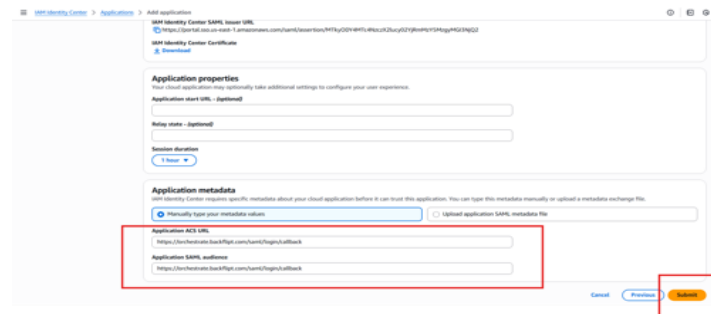 IAM Identity Center > Applications > Add application
IAM Identity Center SAML issuer URL
IAM Identity Center Certificate
Download
Application properties
Your cloud application may optionally take additional settings to configure your user experience.
Application start URL - (optional)
Relay state - (optional)
Session duration
1 hour
Application metadata
IAM Identity Center requires specific metadata about your cloud application before it can trust this application. You can type this metadata manually or upload a metadata exchange file.
Manually type your metadata values
Upload application SAML metadata file
Application ACS URL
https://orchestrate.backflipt.com/saml/login/callback
Application SAML audience
https://orchestrate.backflipt.com/saml/login/callback
Cancel Previous Submit